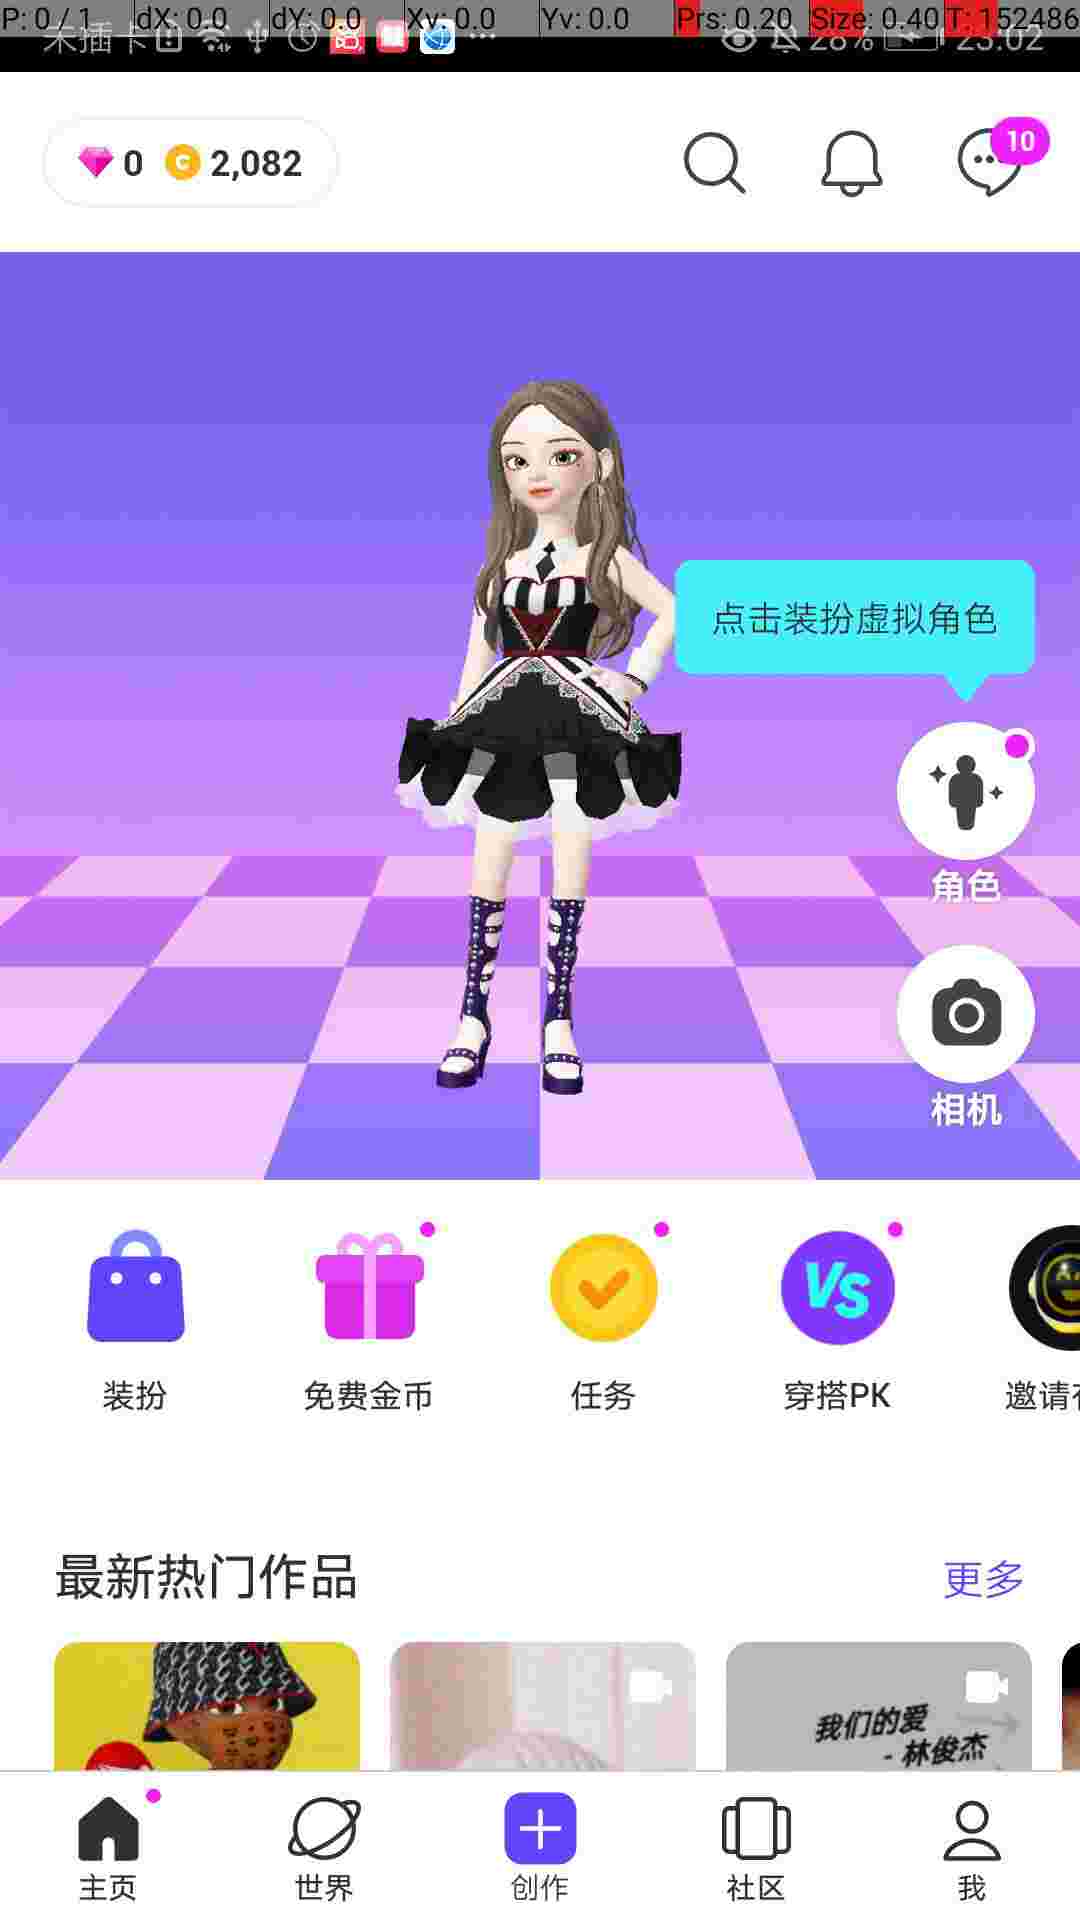 P: 0 / 1 dX: 0.0 dY: 0.0 Xv: 0.0 Yv: 0.0 Prs: 0.20 Size: 0.40 T: 152486
未插卡 28% 23:02
0 2,082 10
点击装扮虚拟角色
角色
相机
VS
装扮 免费金币 任务 穿搭PK 邀请
最新热门作品 更多
我们的爱
- 林俊杰
主页 世界 创作 社区 我